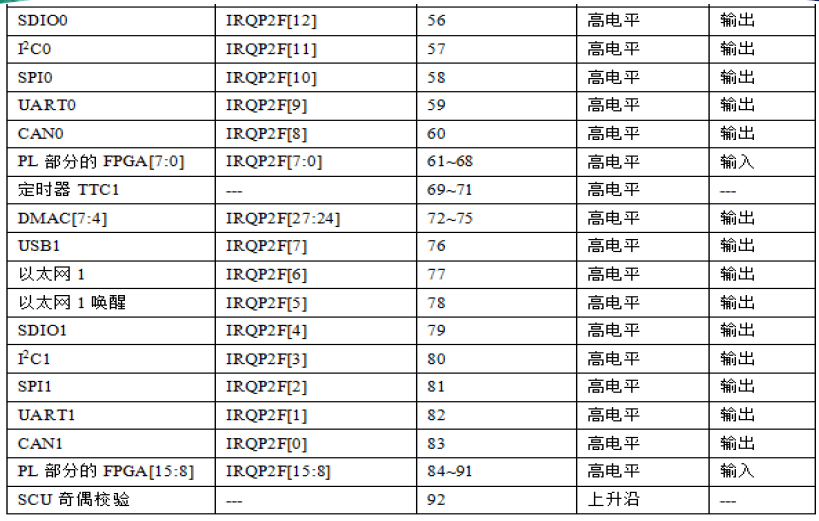 SDIO0 IRQP2F[12] 56 高电平 输出
I²C0 IRQP2F[11] 57 高电平 输出
SPI0 IRQP2F[10] 58 高电平 输出
UART0 IRQP2F[9] 59 高电平 输出
CAN0 IRQP2F[8] 60 高电平 输出
PL 部分的 FPGA[7:0] IRQP2F[7:0] 61~68 高电平 输入
定时器 TTC1 --- 69~71 高电平 ---
DMAC[7:4] IRQP2F[27:24] 72~75 高电平 输出
USB1 IRQP2F[7] 76 高电平 输出
以太网 1 IRQP2F[6] 77 高电平 输出
以太网 1 唤醒 IRQP2F[5] 78 高电平 输出
SDIO1 IRQP2F[4] 79 高电平 输出
I²C1 IRQP2F[3] 80 高电平 输出
SPI1 IRQP2F[2] 81 高电平 输出
UART1 IRQP2F[1] 82 高电平 输出
CAN1 IRQP2F[0] 83 高电平 输出
PL 部分的 FPGA[15:8] IRQP2F[15:8] 84~91 高电平 输入
SCU 奇偶校验 --- 92 上升沿 ---